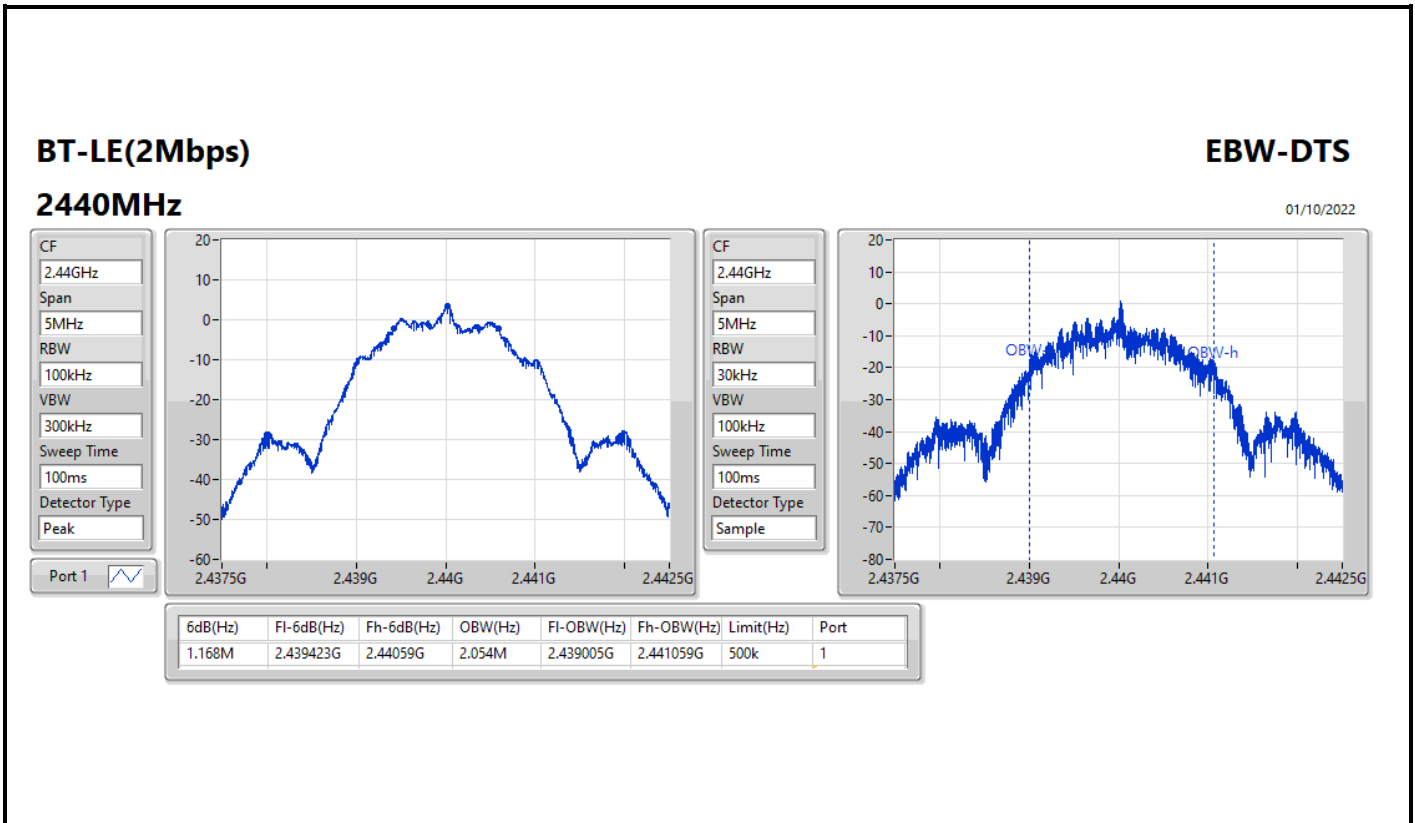 BT-LE(2Mbps)
EBW-DTS
2440MHz
01/10/2022
CF
2.44GHz
Span
5MHz
RBW
100kHz
VBW
300kHz
Sweep Time
100ms
Detector Type
Peak
Port 1
20
10
0
-10
-20
-30
-40
-50
-60
2.4375G 2.439G 2.44G 2.441G 2.4425G
CF
2.44GHz
Span
5MHz
RBW
30kHz
VBW
100kHz
Sweep Time
100ms
Detector Type
Sample
20
10
0
-10
-20
-30
-40
-50
-60
-70
-80
OBW-h
2.4375G 2.439G 2.44G 2.441G 2.4425G
6dB(Hz) Fl-6dB(Hz) Fh-6dB(Hz) OBW(Hz) Fl-OBW(Hz) Fh-OBW(Hz) Limit(Hz) Port
1.168M 2.439423G 2.44059G 2.054M 2.439005G 2.441059G 500k 1